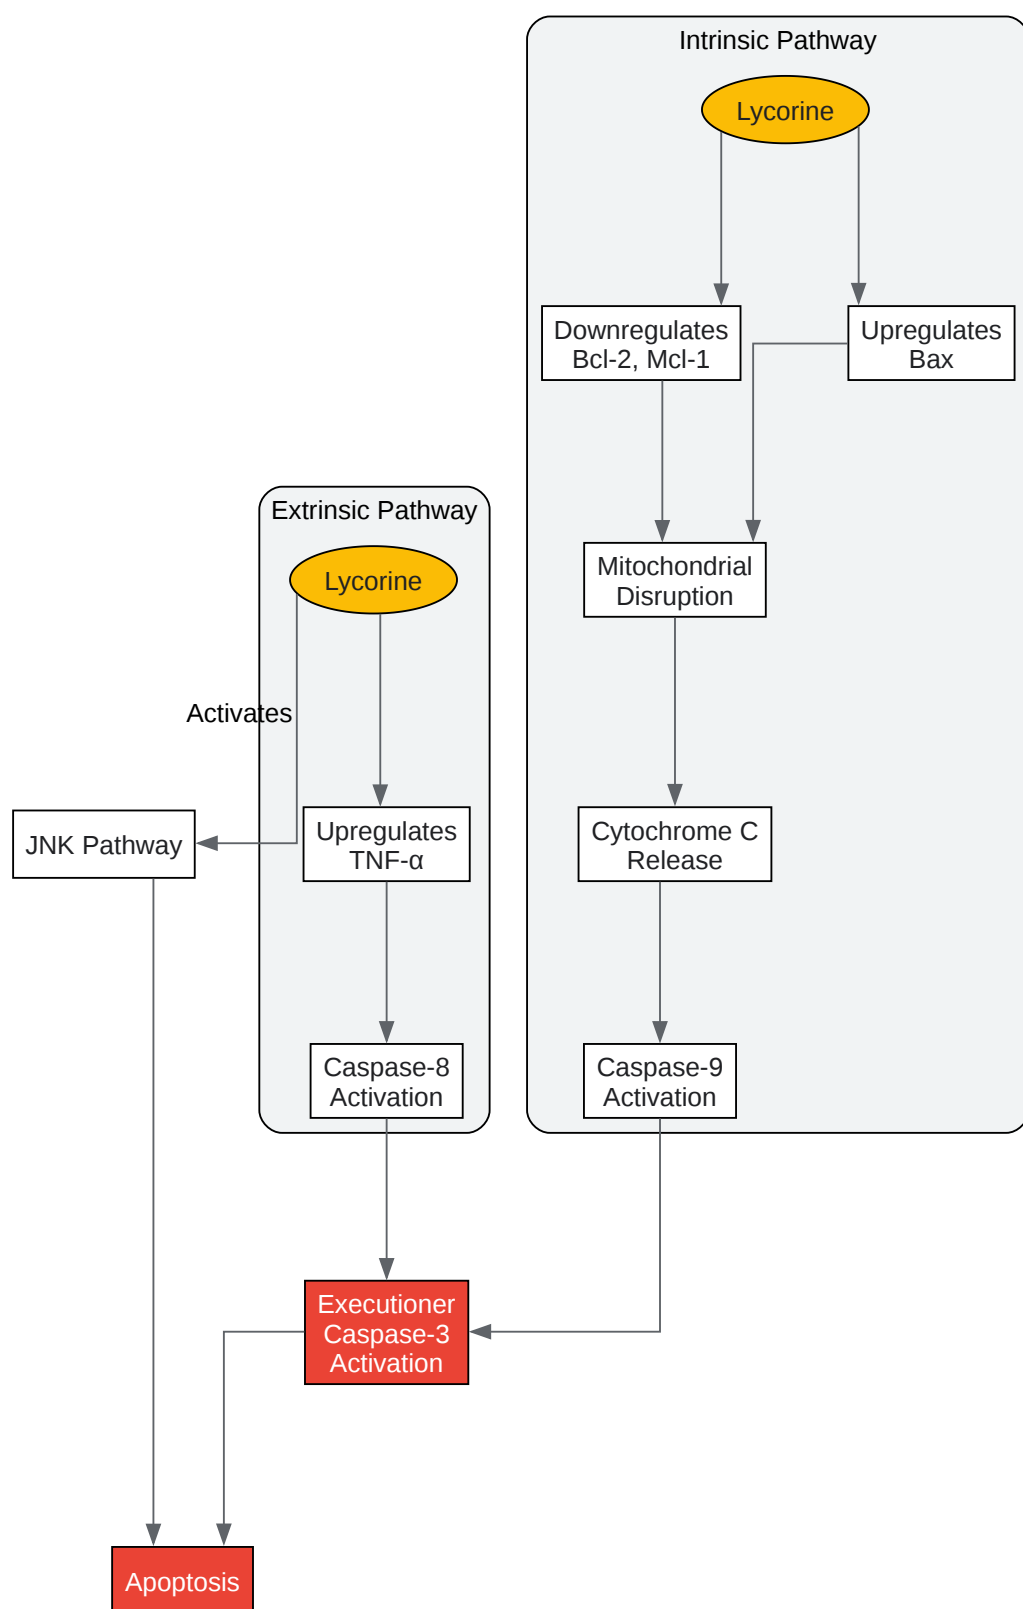 Intrinsic Pathway
Lycorine
Downregulates
Bcl-2, Mcl-1
Upregulates
Bax
Extrinsic Pathway
Lycorine
Mitochondrial
Disruption
Activates
JNK Pathway
Upregulates
TNF-α
Cytochrome C
Release
Caspase-8
Activation
Caspase-9
Activation
Executioner
Caspase-3
Activation
Apoptosis